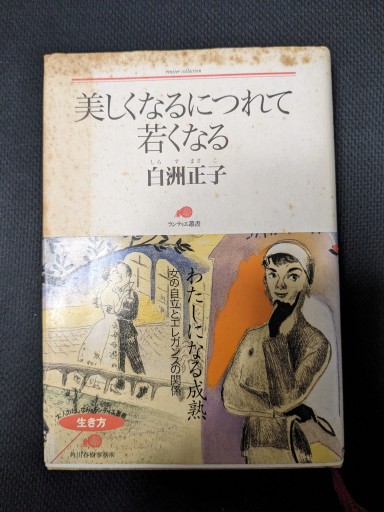 美しくなるにつれて
若くなる
しら す まさ こ
白洲正子
ランティエ叢書
わたしになる成熟
女の自立とエレガンスの関係
生き方
角川春樹事務所